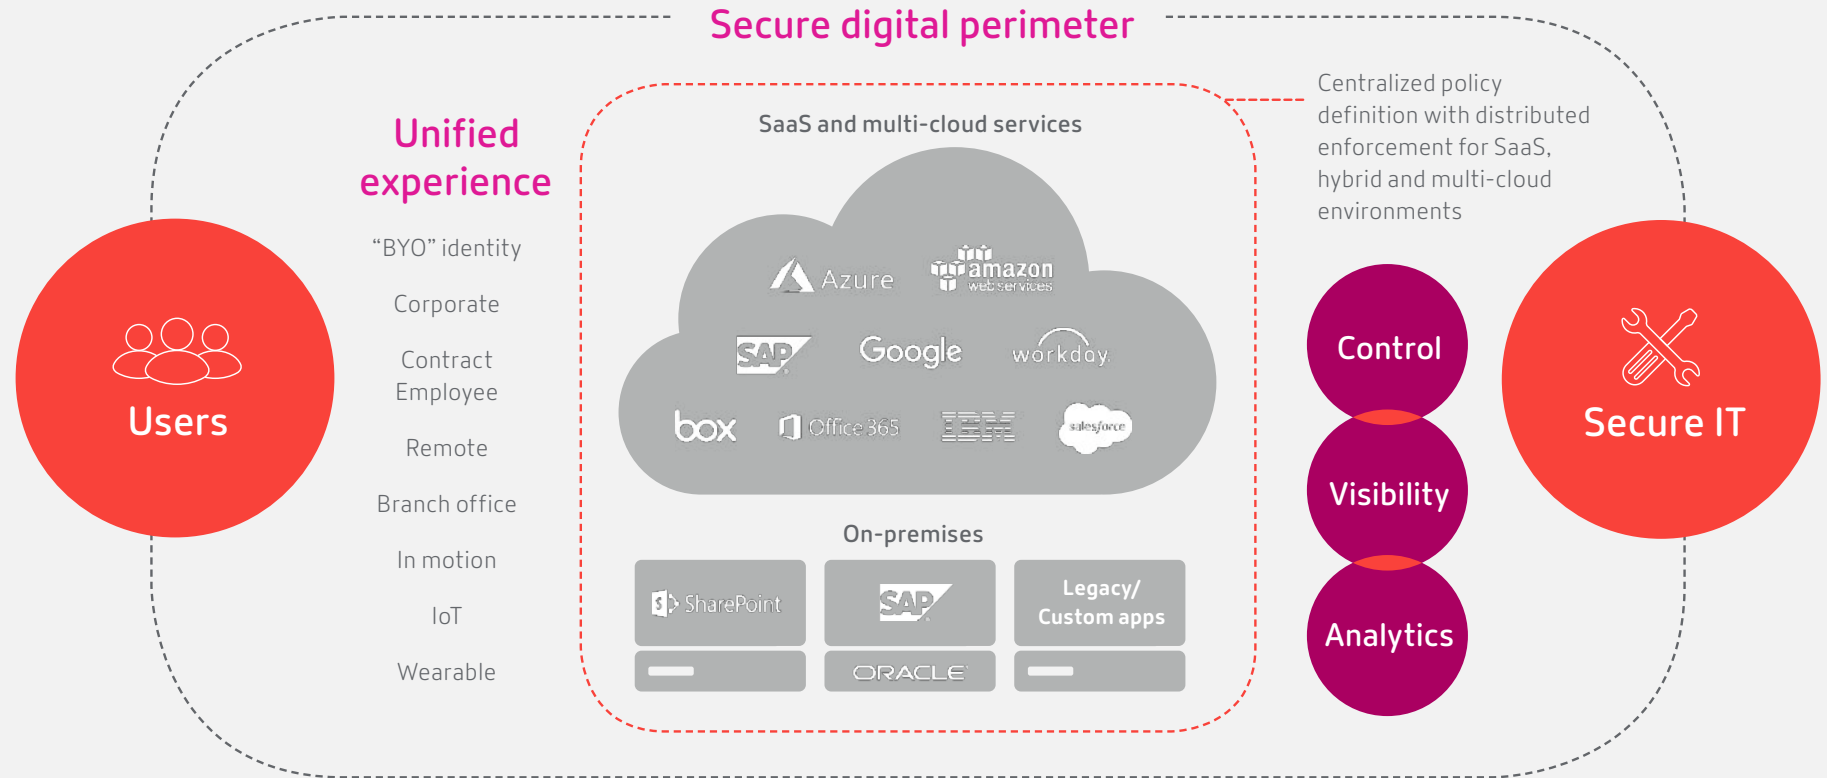 Secure digital perimeter
Unified
experience
“BYO” identity
Corporate
Contract
Employee
Remote
Branch office
In motion
IoT
Wearable
Users
SaaS and multi-cloud services
Azure
amazon
web services
SAP
Google
workday.
box
Office 365
IBM
salesforce
On-premises
SharePoint
SAP
Legacy/
Custom apps
ORACLE
Centralized policy
definition with distributed
enforcement for SaaS,
hybrid and multi-cloud
environments
Control
Visibility
Analytics
Secure IT